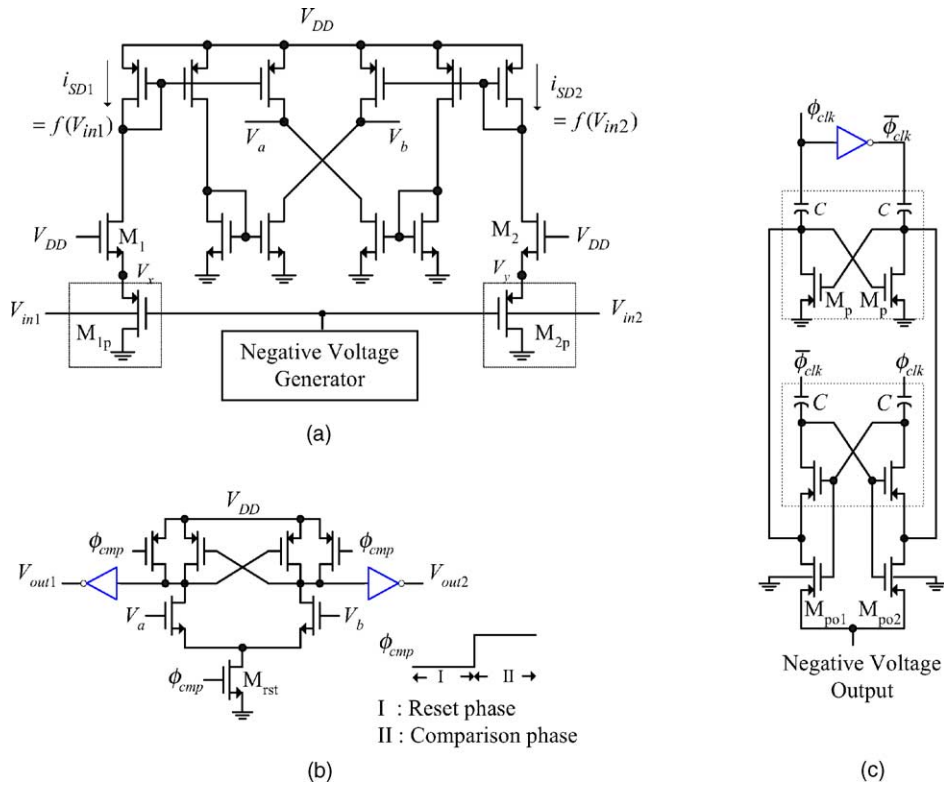 (a)
V_DD
i_SD1
= f(V_in1)
i_SD2
= f(V_in2)
V_a
V_b
V_DD
M_1
M_2
V_DD
V_x
V_y
V_in1
M_1p
Negative Voltage
Generator
M_2p
V_in2
(a)
V_DD
ϕ_cmp
ϕ_cmp
V_out1
V_out2
V_a
V_b
ϕ_cmp
M_rst
ϕ_cmp
I
II
I : Reset phase
II : Comparison phase
(b)
ϕ_clk
ϕ̅_clk
C
C
M_p
M_p
ϕ̅_clk
ϕ_clk
C
C
M_po1
M_po2
Negative Voltage
Output
(c)